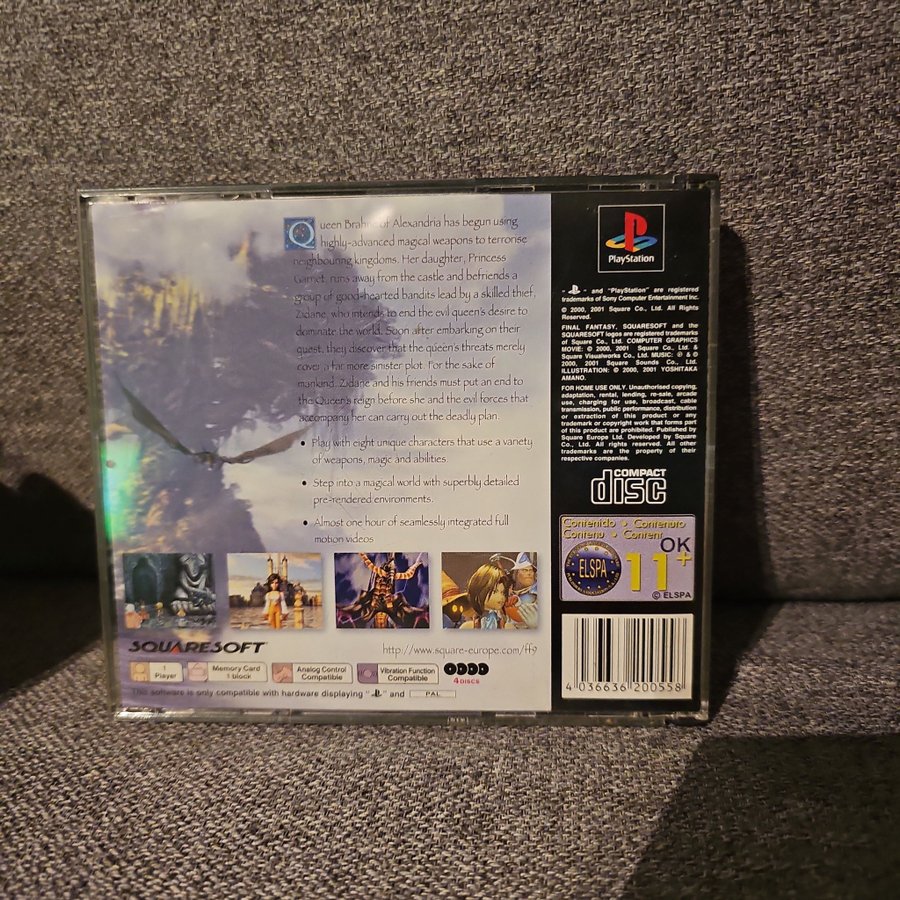 Queen Brahne of Alexandria has begun using
highly-advanced magical weapons to terrorise
neighbouring kingdoms. Her daughter, Princess
Garnet, runs away from the castle and befriends a
group of good-hearted bandits lead by a skilled thief,
Zidane, who intends to end the evil queen's desire to
dominate the world. Soon after embarking on their
quest, they discover that the queen's threats merely
cover a far more sinister plot. For the sake of
mankind, Zidane and his friends must put an end to
the Queen's reign before she and the evil forces that
accompany her can carry out the deadly plan.
• Play with eight unique characters that use a variety
of weapons, magic and abilities.
• Step into a magical world with superbly detailed
pre-rendered environments.
• Almost one hour of seamlessly integrated full
motion videos
SQUARESOFT
http://www.square-europe.com/ff9
1
Player
Memory Card
1 block
Analog Control
Compatible
Vibration Function
Compatible
4 DISCS
This software is only compatible with hardware displaying " " and PAL
PlayStation
- and "PlayStation" are registered
trademarks of Sony Computer Entertainment Inc.
© 2000, 2001 Square Co., Ltd. All Rights
Reserved.
FINAL FANTASY, SQUARESOFT and the
SQUARESOFT logos are registered trademarks
of Square Co., Ltd. COMPUTER GRAPHICS
MOVIE: © 2000, 2001 Square Co., Ltd. &
Square Visualworks Co., Ltd. MUSIC: ℗ & ©
2000, 2001 Square Sounds Co., Ltd.
ILLUSTRATION: © 2000, 2001 YOSHITAKA
AMANO.
FOR HOME USE ONLY. Unauthorised copying,
adaptation, rental, lending, re-sale, arcade
use, charging for use, broadcast, cable
transmission, public performance, distribution
or extraction of this product or any
trademark or copyright work that forms part
of this product are prohibited. Published by
Square Europe Ltd. Developed by Square
Co., Ltd. All rights reserved. All other
trademarks are the property of their
respective companies.
COMPACT
disc
Contenido • Contenuto
Contenu • Content
OK
ELSPA
11+
© ELSPA
4 036636 200558